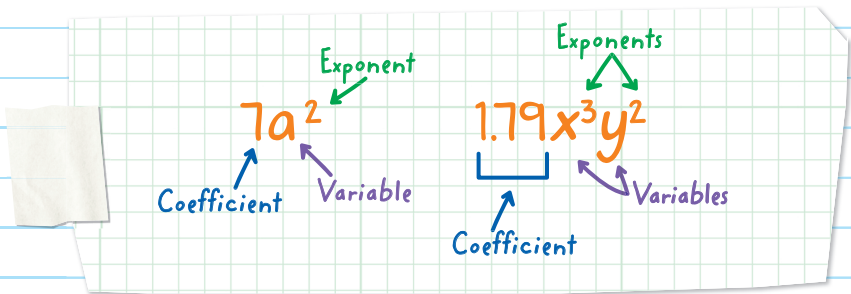 Exponent
7a²
Coefficient
Variable
Exponents
1.79x³y²
Variables
Coefficient